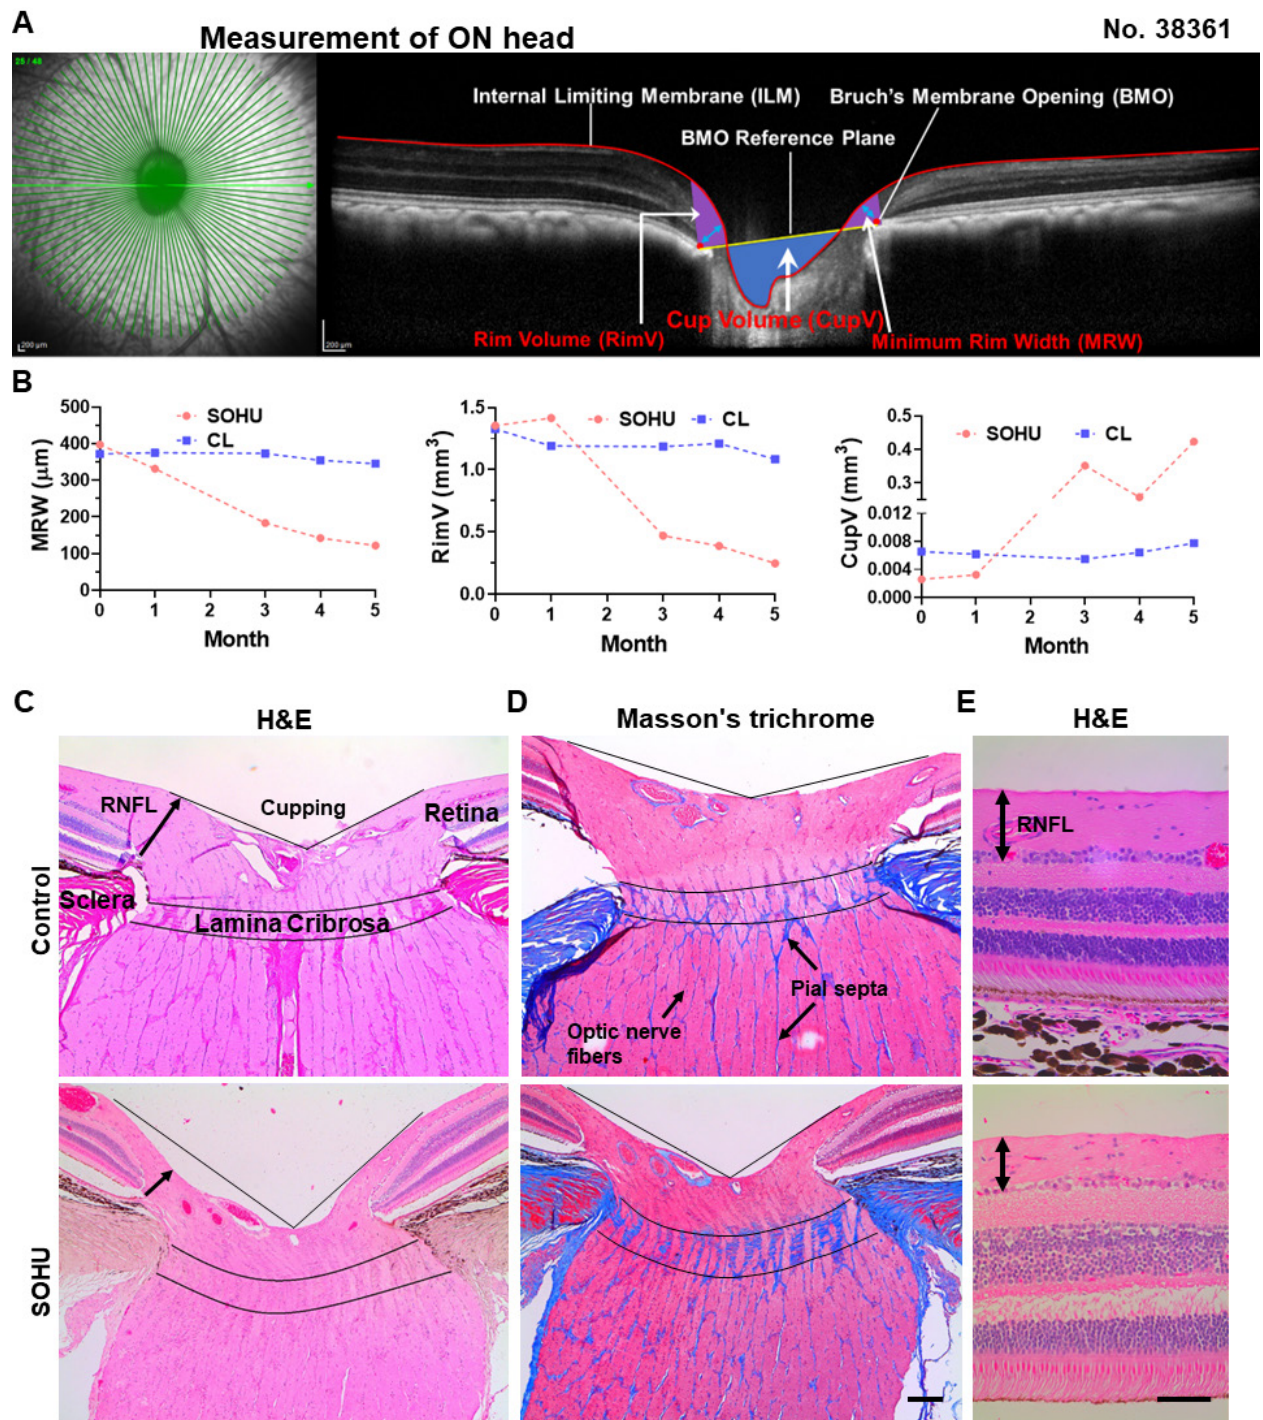 A
Measurement of ON head
No. 38361
25 / 48
Internal Limiting Membrane (ILM)
Bruch's Membrane Opening (BMO)
BMO Reference Plane
Rim Volume (RimV)
Cup Volume (CupV)
Minimum Rim Width (MRW)
200 µm
200 µm
B
500
400
300
200
100
0
MRW (µm)
SOHU
CL
0 1 2 3 4 5
Month
1.5
1.0
0.5
0.0
RimV (mm³)
SOHU CL
0 1 2 3 4 5
Month
0.5
0.4
0.3
0.012
0.008
0.004
0.000
CupV (mm³)
SOHU CL
0 1 2 3 4 5
Month
C
H&E
D
Masson's trichrome
E
H&E
Control
RNFL
Cupping
Retina
Sclera
Lamina Cribrosa
Pial septa
Optic nerve
fibers
RNFL
SOHU